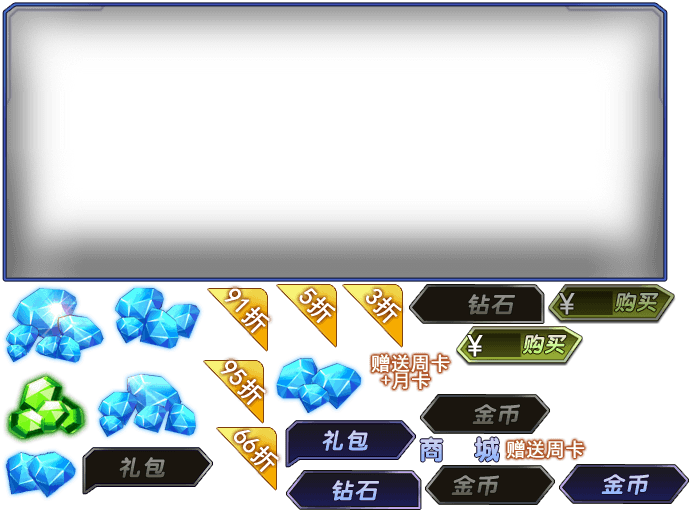 91折
5折
3折
钻石
¥ 购买
¥ 购买
赠送周卡
+月卡
95折
金币
66折
礼包
商 城
赠送周卡
礼包
钻石
金币
金币